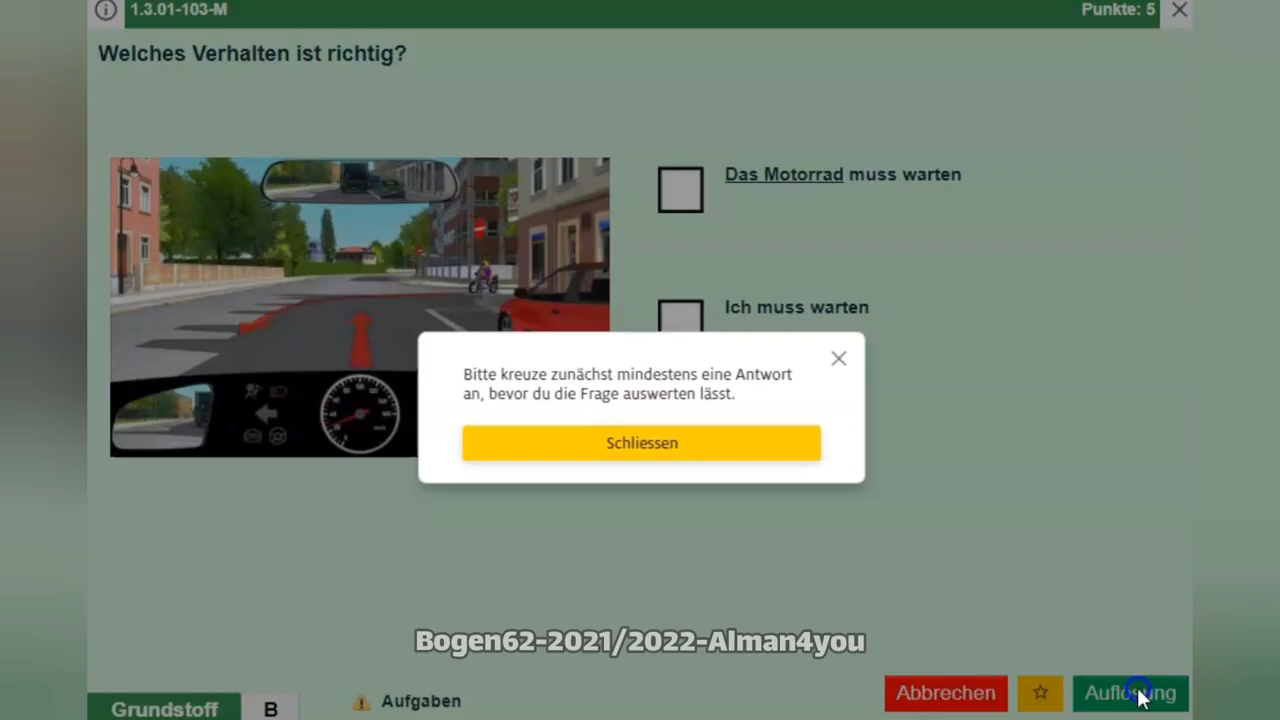 1.3.01-103-M
Punkte: 5
Welches Verhalten ist richtig?
Das Motorrad muss warten
Ich muss warten
Bitte kreuze zunächst mindestens eine Antwort
an, bevor du die Frage auswerten lässt.
Schliessen
Bogen62-2021/2022-Alman4you
Grundstoff
B
Aufgaben
Abbrechen
Auflösung